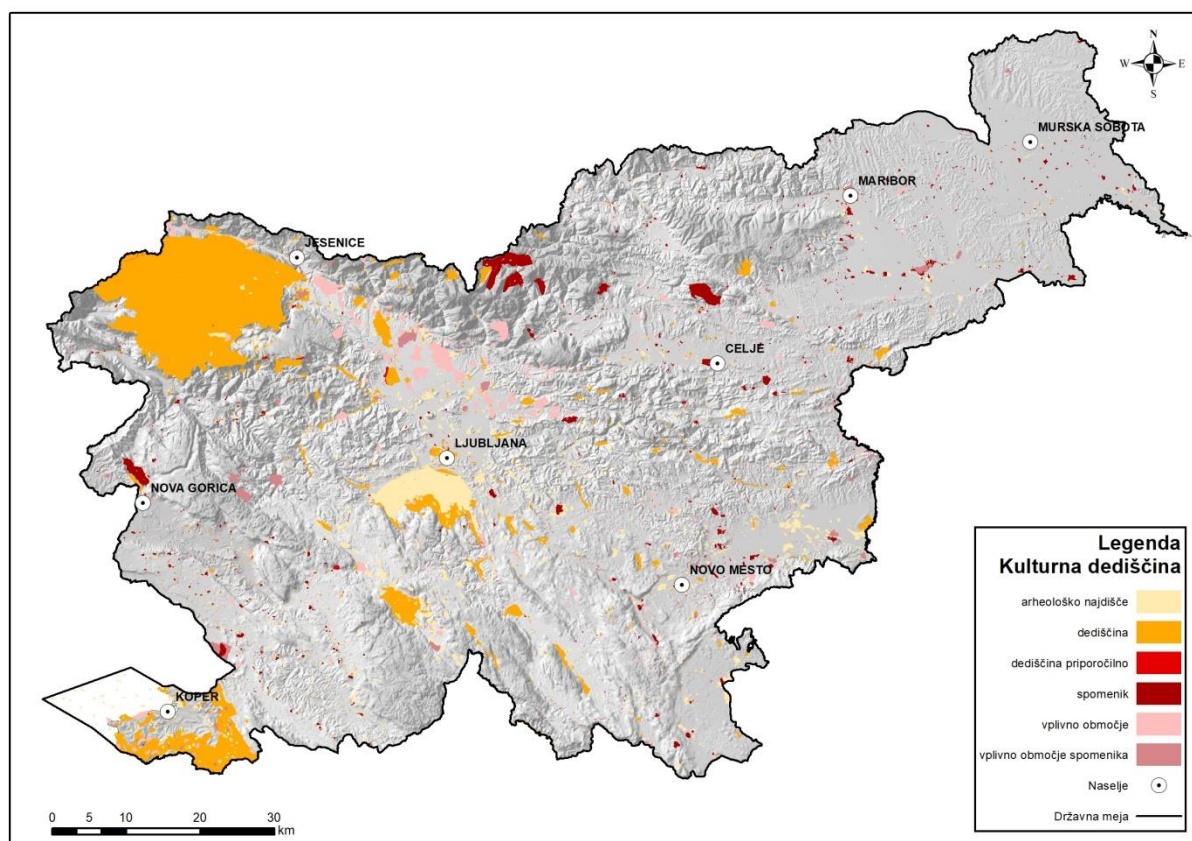 N
W E
S
MURSKA SOBOTA
MARIBOR
JESENICE
CELJE
LJUBLJANA
NOVA GORICA
NOVO MESTO
KOPER
Legenda
Kulturna dediščina
arheološko najdišče
dediščina
dediščina priporočilno
spomenik
vplivno območje
vplivno območje spomenika
Naselje
Državna meja
0 5 10 20 30
km